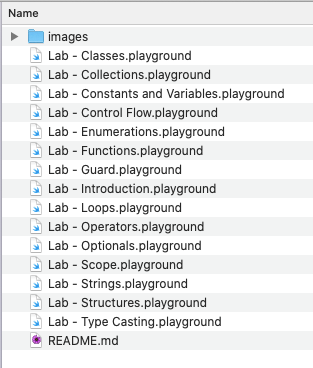 Name
images
Lab - Classes.playground
Lab - Collections.playground
Lab - Constants and Variables.playground
Lab - Control Flow.playground
Lab - Enumerations.playground
Lab - Functions.playground
Lab - Guard.playground
Lab - Introduction.playground
Lab - Loops.playground
Lab - Operators.playground
Lab - Optionals.playground
Lab - Scope.playground
Lab - Strings.playground
Lab - Structures.playground
Lab - Type Casting.playground
README.md